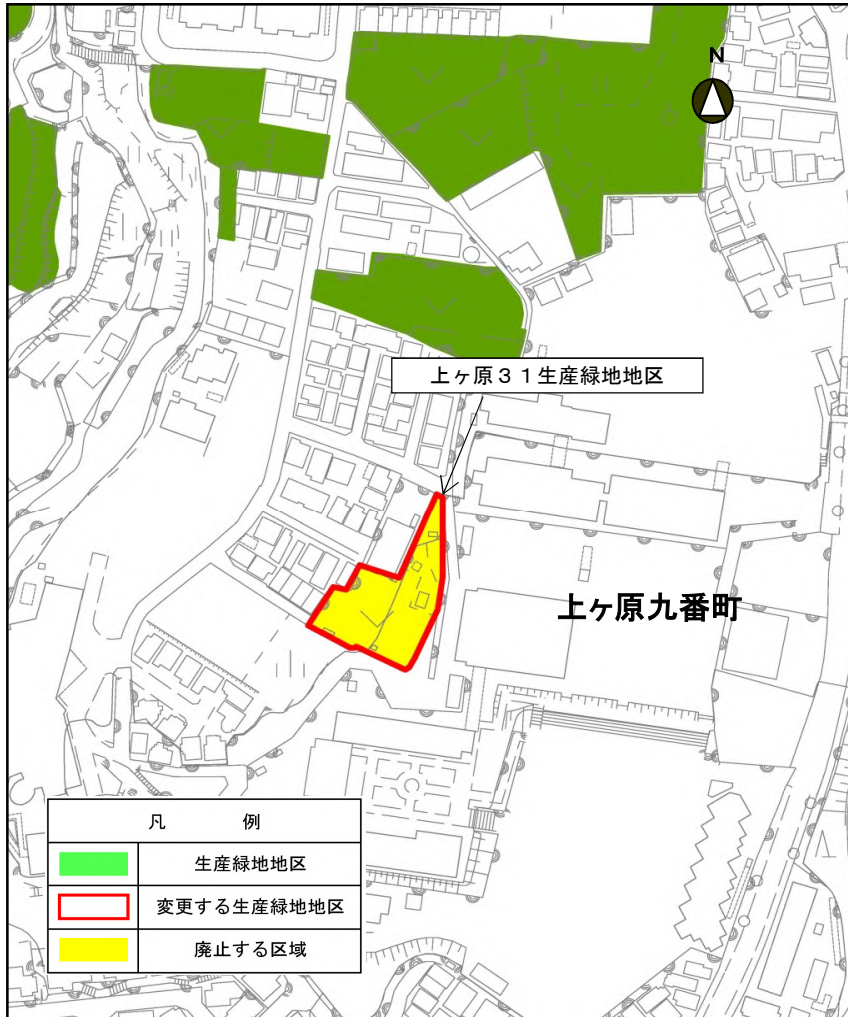 N
上ヶ原３１生産緑地地区
上ヶ原九番町
凡 例
生産緑地地区
変更する生産緑地地区
廃止する区域